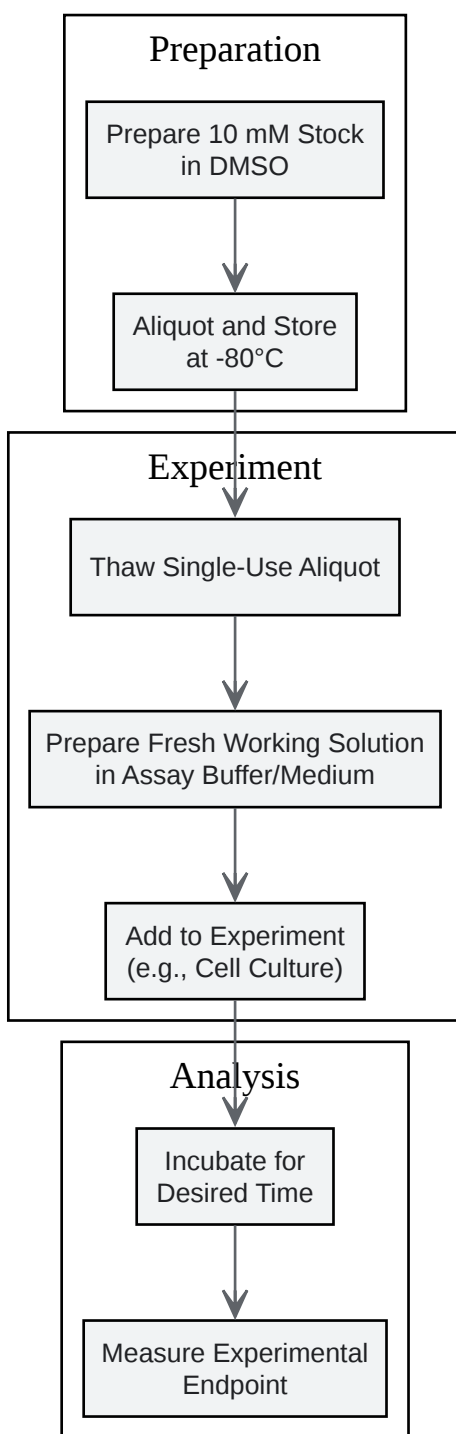 Preparation
Prepare 10 mM Stock
in DMSO
Aliquot and Store
at -80°C
Experiment
Thaw Single-Use Aliquot
Prepare Fresh Working Solution
in Assay Buffer/Medium
Add to Experiment
(e.g., Cell Culture)
Analysis
Incubate for
Desired Time
Measure Experimental
Endpoint